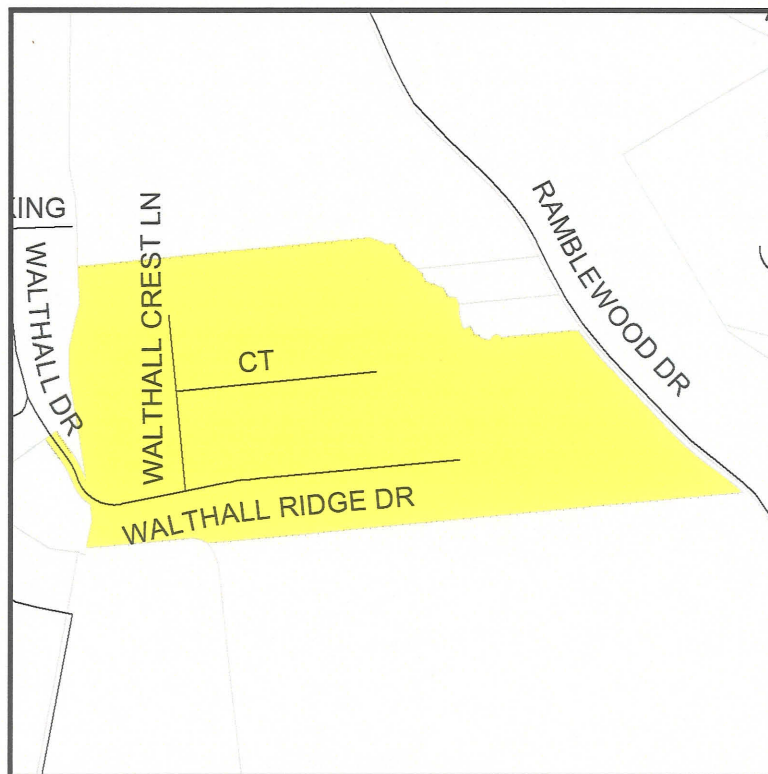 KING
WALTHALL DR
WALTHALL CREST LN
CT
WALTHALL RIDGE DR
RAMBLEWOOD DR